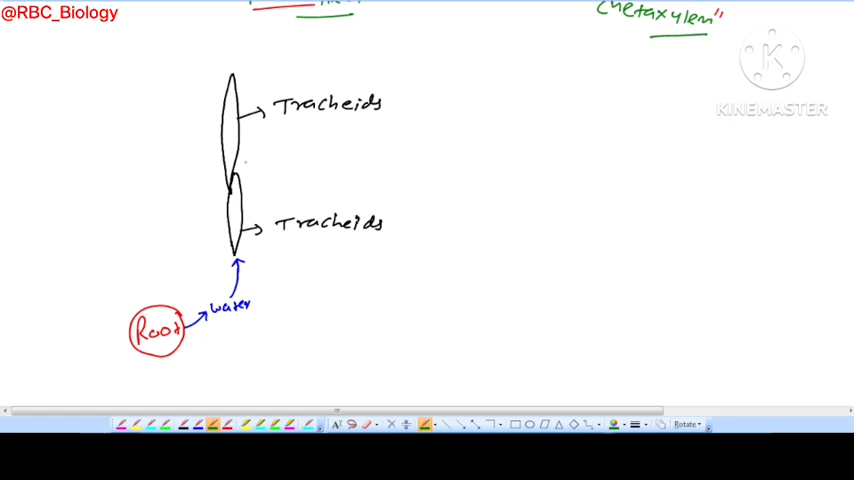 @RBC_Biology
"Metaxylem"
KINEMASTER
Tracheids
Tracheids
water
Root
Rotate